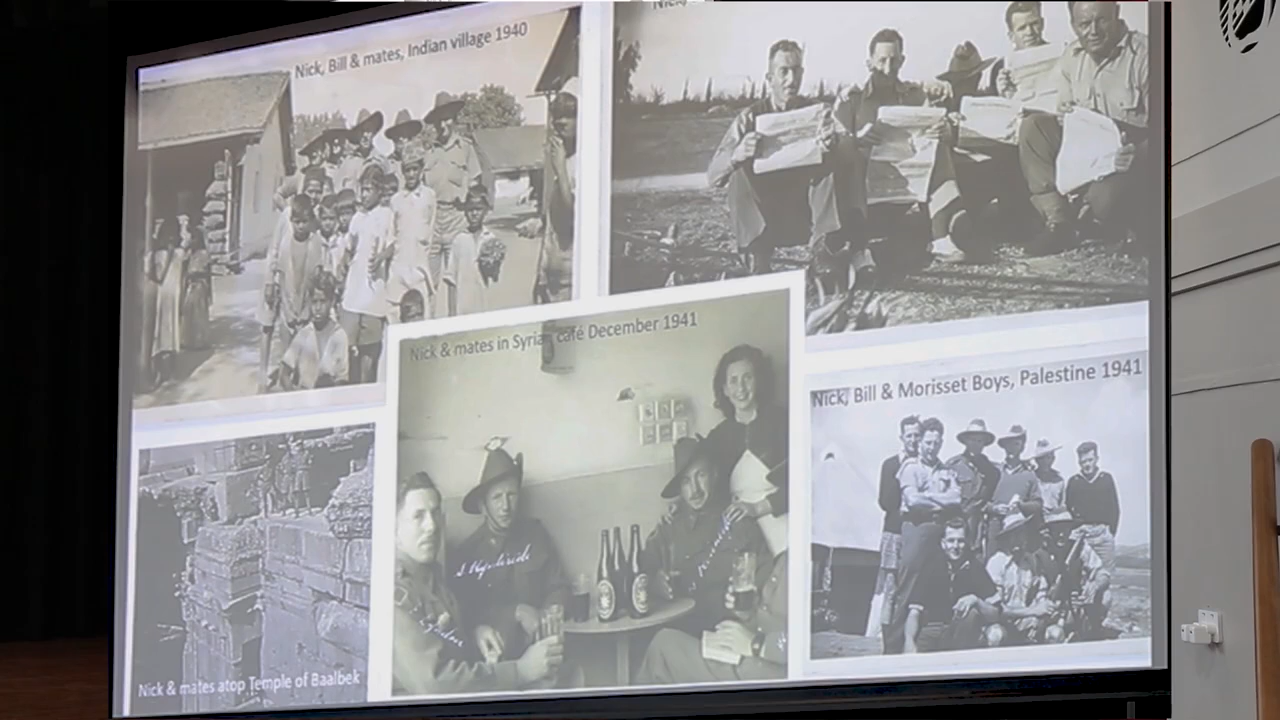 Nick, Bill & mates, Indian village 1940
Nick,
Nick & mates in Syrian café December 1941
Nick, Bill & Morisset Boys, Palestine 1941
Nick & mates atop Temple of Baalbek